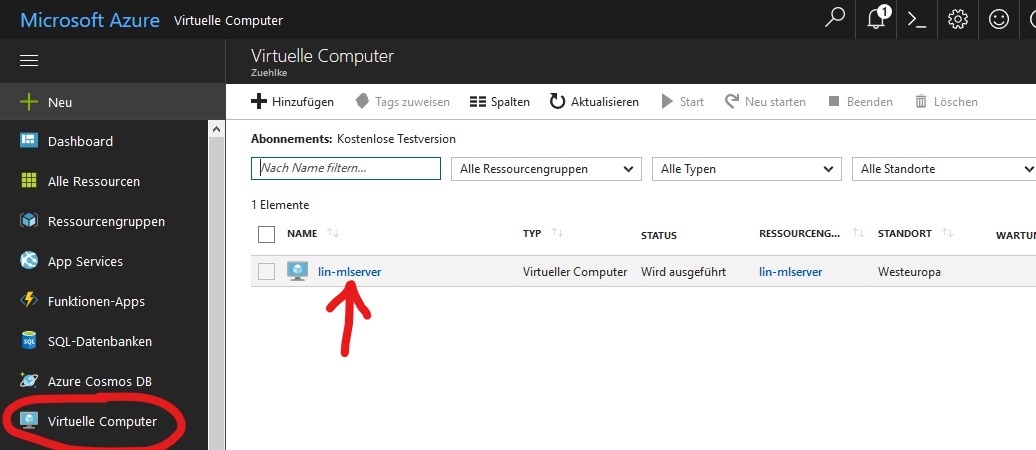 Microsoft Azure Virtuelle Computer
1
Neu
Dashboard
Alle Ressourcen
Ressourcengruppen
App Services
Funktionen-Apps
SQL-Datenbanken
Azure Cosmos DB
Virtuelle Computer
Virtuelle Computer
Zuehlke
Hinzufügen Tags zuweisen Spalten Aktualisieren Start Neu starten Beenden Löschen
Abonnements: Kostenlose Testversion
Nach Name filtern... Alle Ressourcengruppen Alle Typen Alle Standorte
1 Elemente
NAME TYP STATUS RESSOURCENG... STANDORT WARTUN
lin-mlserver Virtueller Computer Wird ausgeführt lin-mlserver Westeuropa